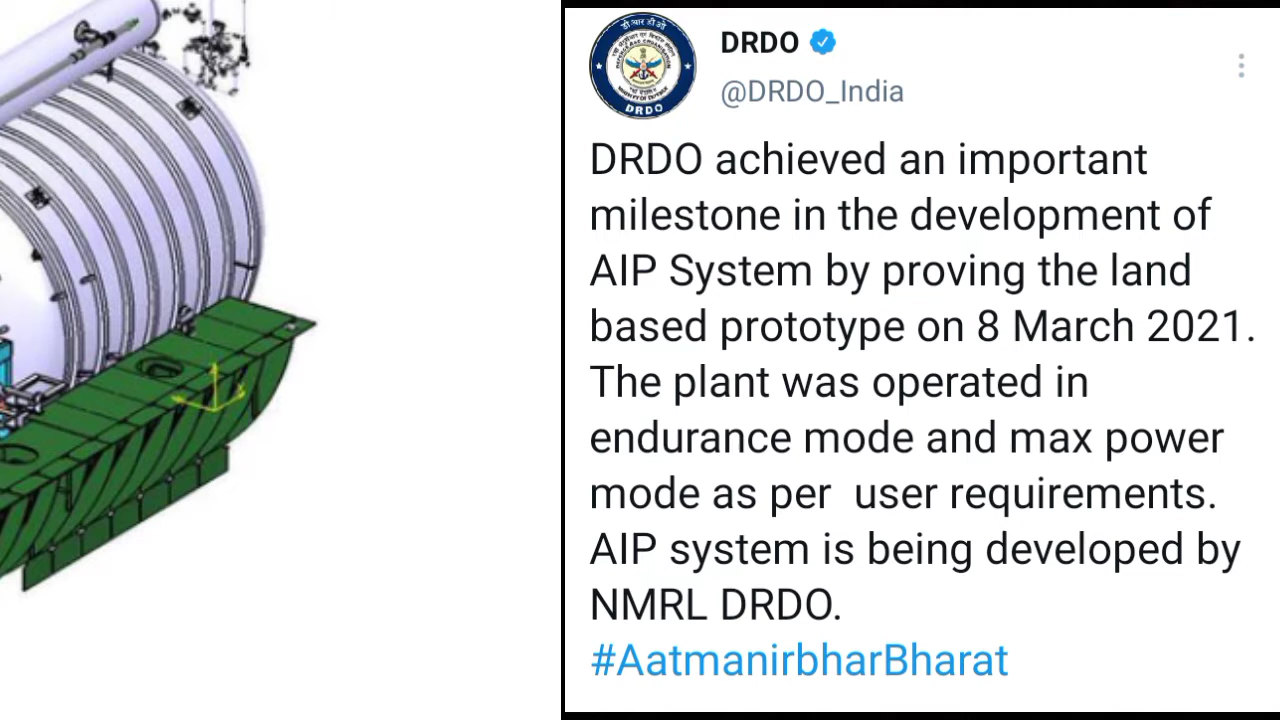 डी आर डी ओ
DRDO
DRDO
@DRDO_India
DRDO achieved an important
milestone in the development of
AIP System by proving the land
based prototype on 8 March 2021.
The plant was operated in
endurance mode and max power
mode as per  user requirements.
AIP system is being developed by
NMRL DRDO.
#AatmanirbharBharat